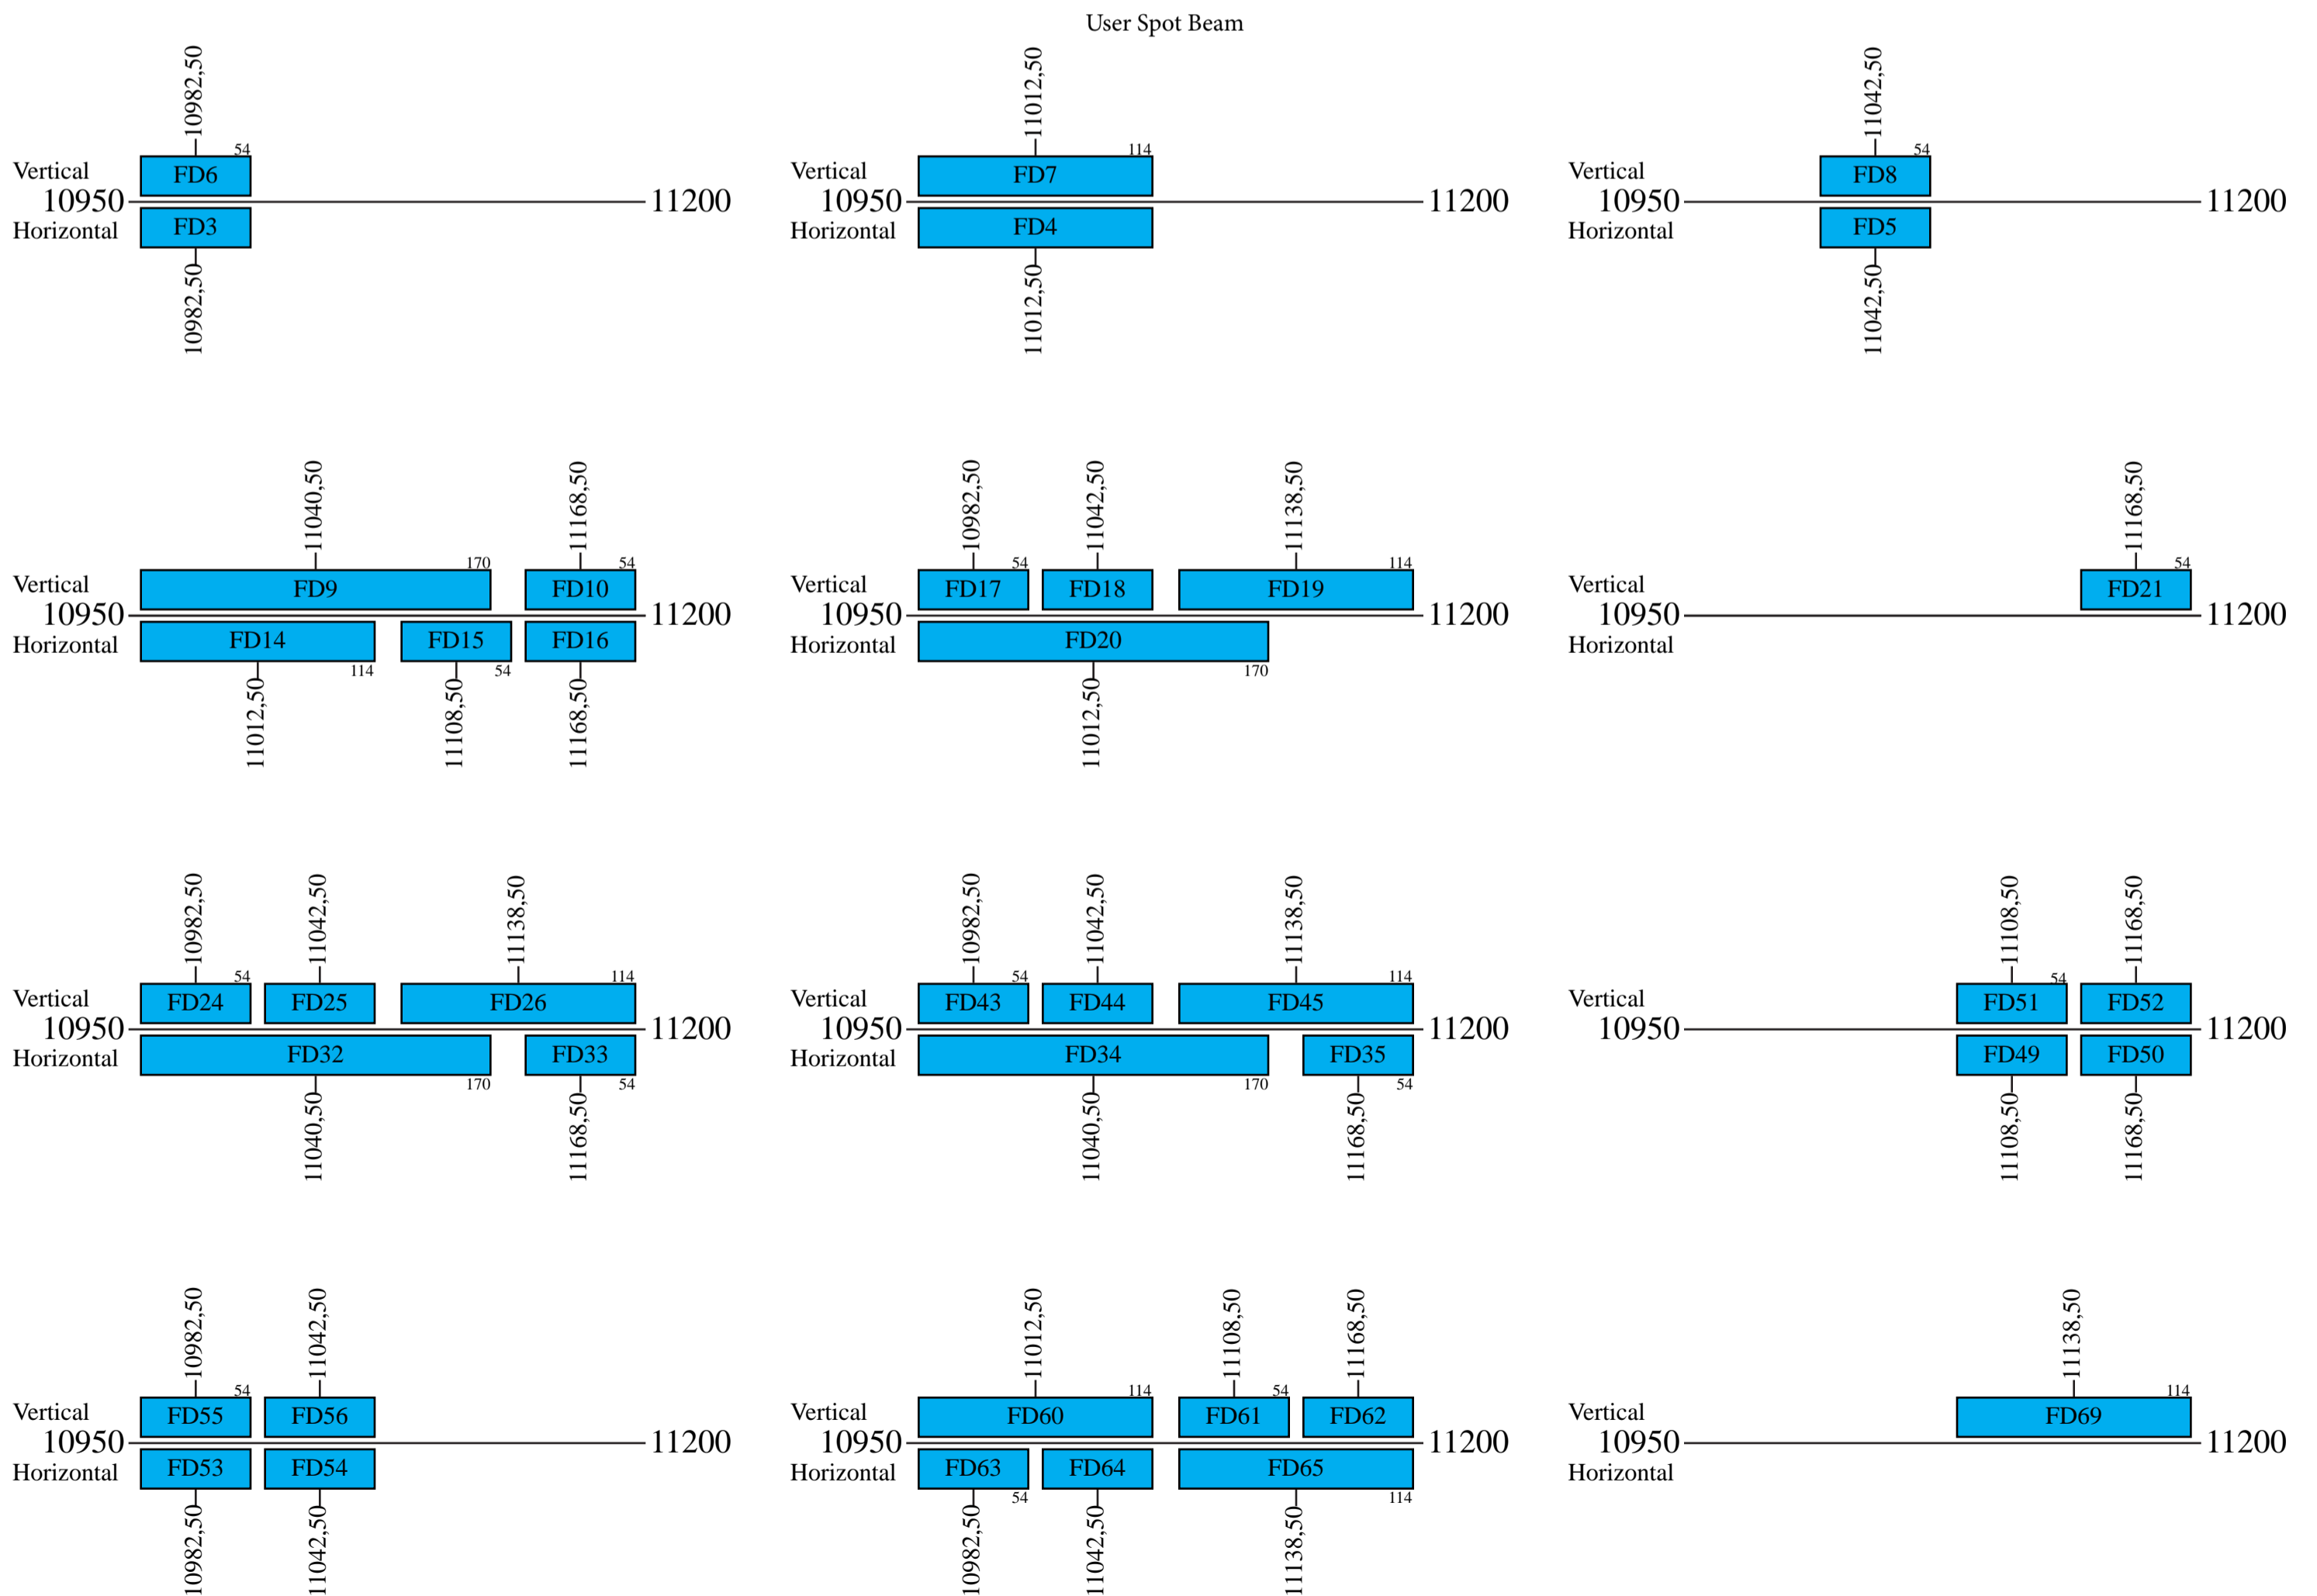 User Spot Beam
10982,50
54
Vertical
FD6
10950
11200
Horizontal
FD3
10982,50
11012,50
114
Vertical
FD7
10950
11200
Horizontal
FD4
11012,50
11042,50
54
Vertical
FD8
10950
11200
Horizontal
FD5
11042,50
11040,50
11168,50
170
54
Vertical
FD9
FD10
10950
11200
Horizontal
FD14
FD15
FD16
114
54
11012,50
11108,50
11168,50
10982,50
11042,50
11138,50
54
114
Vertical
FD17
FD18
FD19
10950
11200
Horizontal
FD20
170
11012,50
11168,50
54
Vertical
FD21
10950
11200
Horizontal
10982,50
11042,50
11138,50
54
114
Vertical
FD24
FD25
FD26
10950
11200
Horizontal
FD32
FD33
170
54
11040,50
11168,50
10982,50
11042,50
11138,50
54
114
Vertical
FD43
FD44
FD45
10950
11200
Horizontal
FD34
FD35
170
54
11040,50
11168,50
11108,50
11168,50
54
Vertical
FD51
FD52
10950
11200
Horizontal
FD49
FD50
11108,50
11168,50
10982,50
11042,50
54
Vertical
FD55
FD56
10950
11200
Horizontal
FD53
FD54
10982,50
11042,50
11012,50
11108,50
11168,50
114
54
Vertical
FD60
FD61
FD62
10950
11200
Horizontal
FD63
FD64
FD65
54
114
10982,50
11042,50
11138,50
11138,50
114
Vertical
FD69
10950
11200
Horizontal